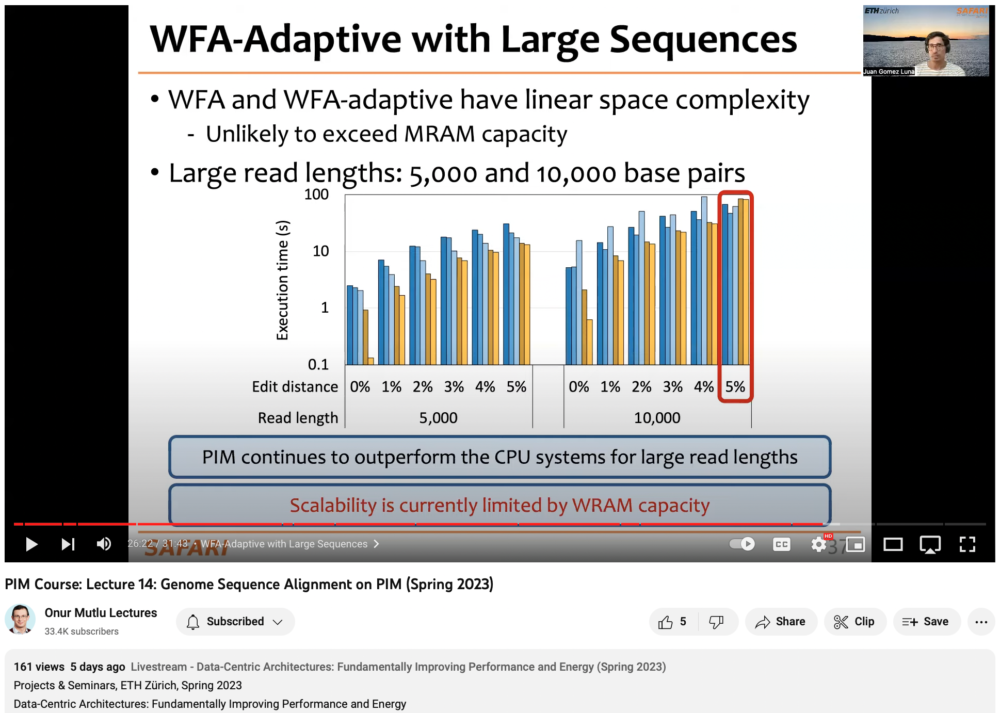 ETH zürich
SAFARI
WFA-Adaptive with Large Sequences
Juan Gomez Luna
• WFA and WFA-adaptive have linear space complexity
- Unlikely to exceed MRAM capacity
• Large read lengths: 5,000 and 10,000 base pairs
100
10
1
0.1
Execution time (s)
Edit distance 0% 1% 2% 3% 4% 5% 0% 1% 2% 3% 4% 5%
Read length 5,000 10,000
PIM continues to outperform the CPU systems for large read lengths
Scalability is currently limited by WRAM capacity
SAFARI
26:22 / 31:43 • WFA-Adaptive with Large Sequences
CC
HD
37
PIM Course: Lecture 14: Genome Sequence Alignment on PIM (Spring 2023)
Onur Mutlu Lectures
33.4K subscribers
Subscribed
5
Share
Clip
Save
161 views 5 days ago Livestream - Data-Centric Architectures: Fundamentally Improving Performance and Energy (Spring 2023)
Projects & Seminars, ETH Zürich, Spring 2023
Data-Centric Architectures: Fundamentally Improving Performance and Energy